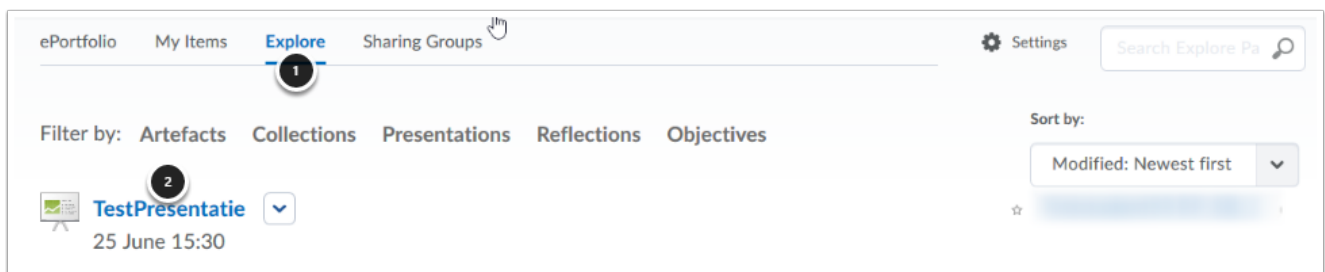 ePortfolio My Items Explore Sharing Groups Settings Search Explore Pa
1
Filter by: Artefacts Collections Presentations Reflections Objectives
Sort by:
Modified: Newest first
2
TestPresentatie
25 June 15:30